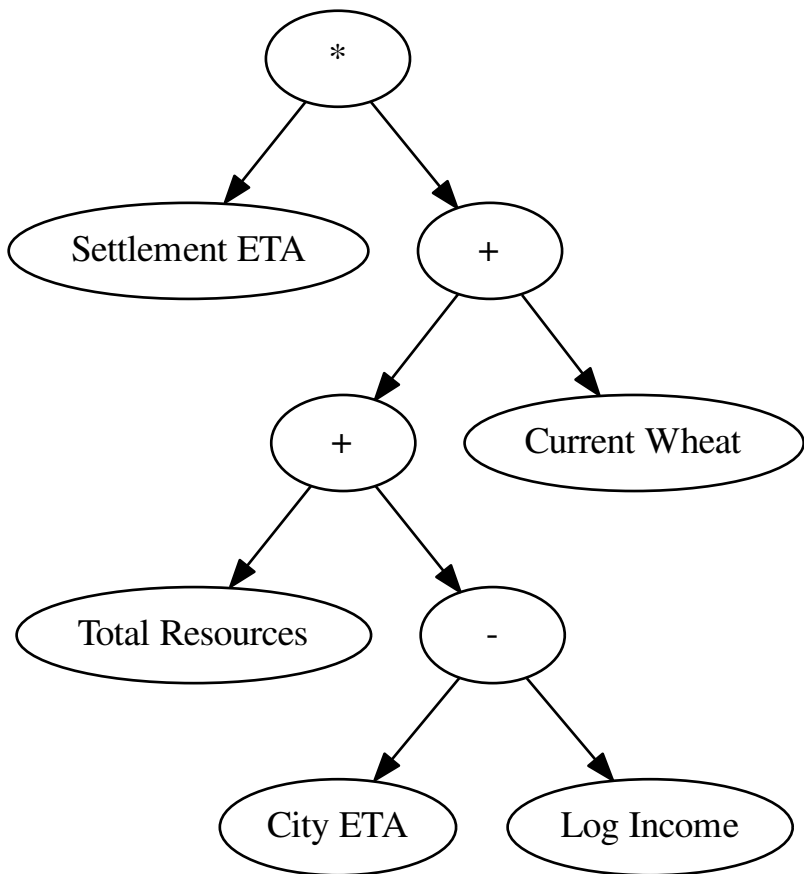 *
Settlement ETA
+
+
Current Wheat
Total Resources
-
City ETA
Log Income